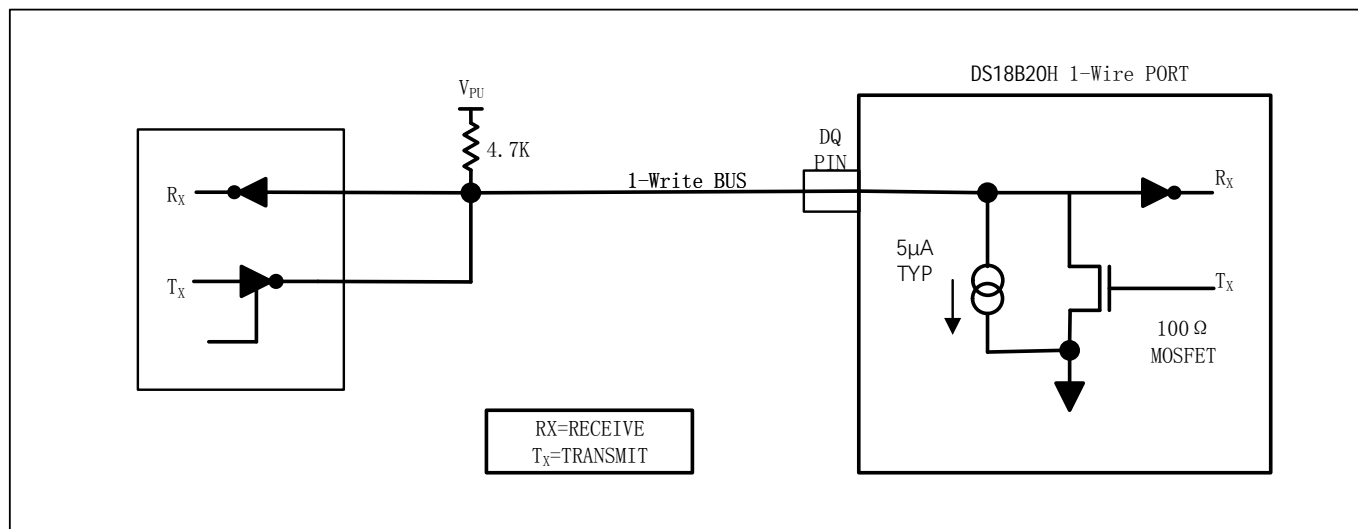 DS18B20H 1-Wire PORT
VPU
4.7K
DQ
PIN
1-Write BUS
RX
RX
5µA
TYP
TX
TX
100Ω
MOSFET
RX=RECEIVE
TX=TRANSMIT